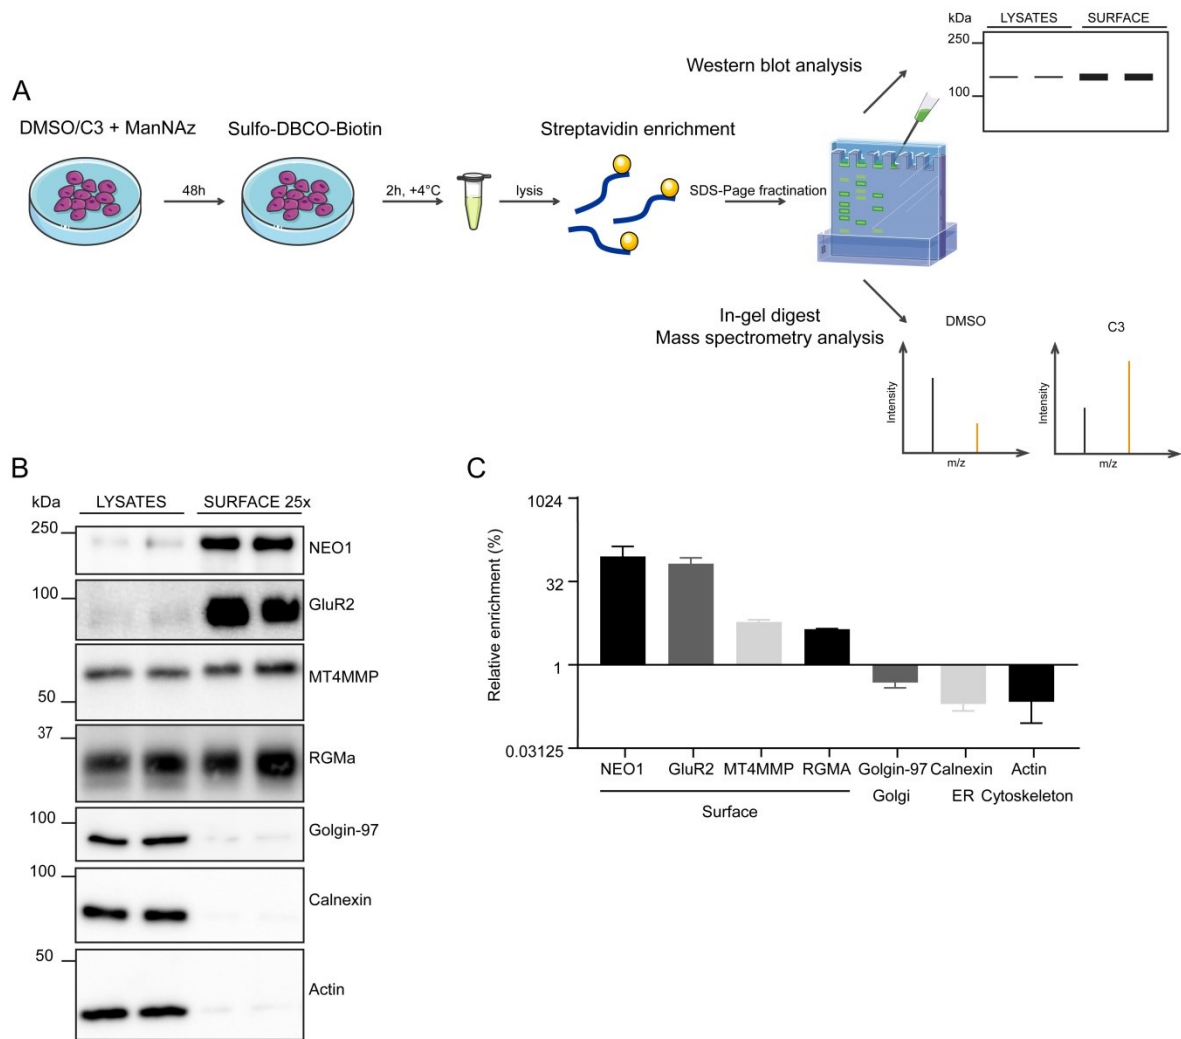 A
DMSO/C3 + ManNAz
48h
Sulfo-DBCO-Biotin
2h, +4°C
lysis
Streptavidin enrichment
SDS-Page fractination
Western blot analysis
kDa
LYSATES
SURFACE
250
100
In-gel digest
Mass spectrometry analysis
DMSO
Intensity
m/z
C3
Intensity
m/z
B
kDa
LYSATES
SURFACE 25x
250
NEO1
100
GluR2
50
MT4MMP
37
RGMa
100
Golgin-97
100
Calnexin
50
Actin
C
Relative enrichment (%)
1024
32
1
0.03125
NEO1 GluR2 MT4MMP RGMA Golgin-97 Calnexin Actin
Surface
Golgi ER Cytoskeleton